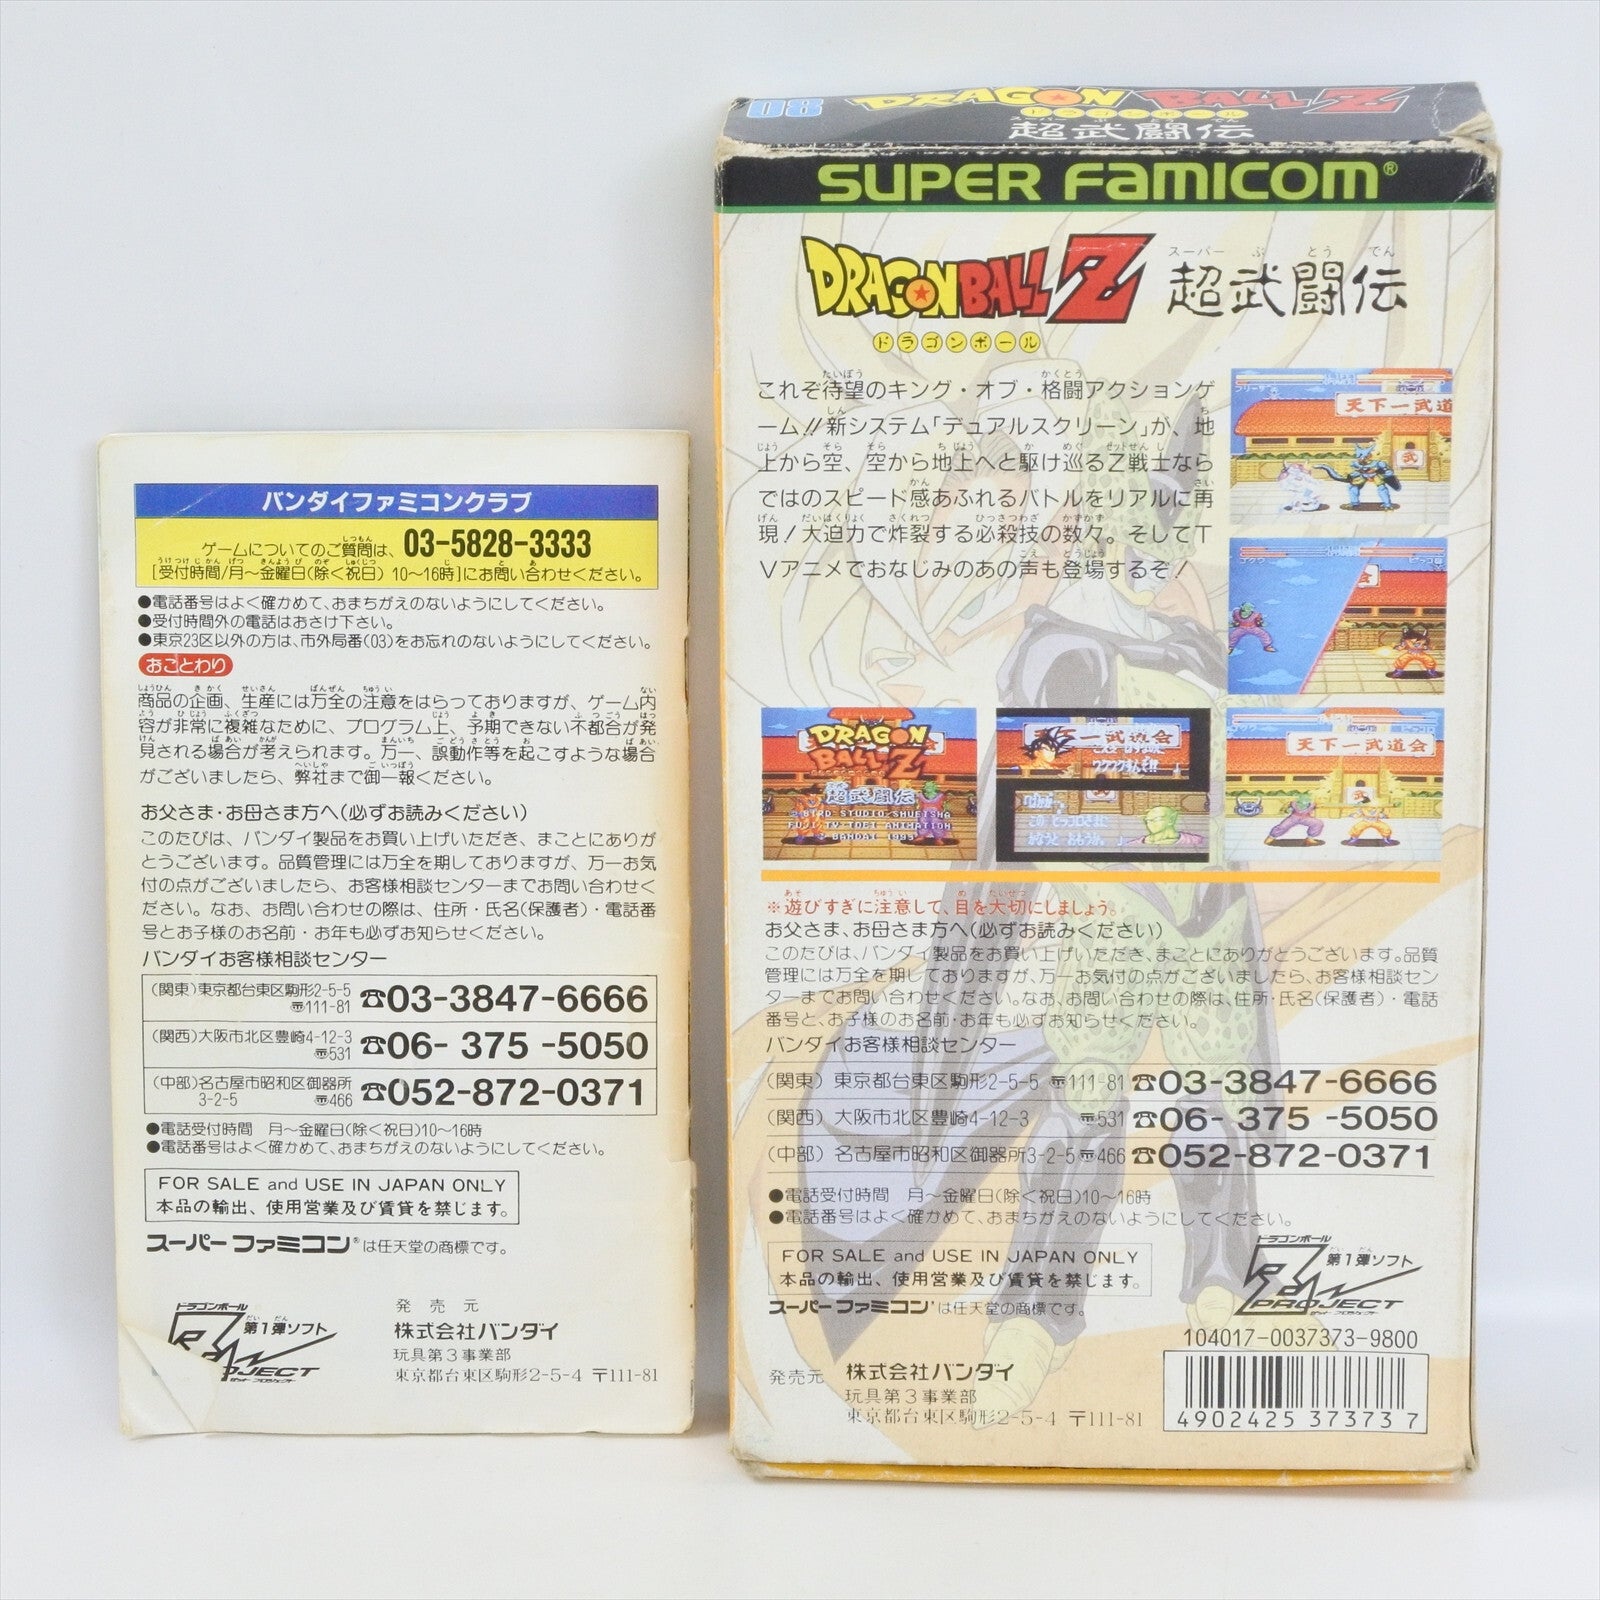 バンダイファミコンクラブ
ゲームについてのご質問は、03-5828-3333
[受付時間/月〜金曜日(除く祝日) 10〜16時]にお問い合わせください。
●電話番号はよく確かめて、おまちがえのないようにしてください。
●受付時間外の電話はおさけ下さい。
●東京23区以外の方は、市外局番(03)をお忘れのないようにしてください。
おことわり
商品の企画、生産には万全の注意をはらっておりますが、ゲーム内
容が非常に複雑なために、プログラム上、予期できない不都合が発
見される場合が考えられます。万一、誤動作等を起こすような場合
がございましたら、弊社まで御一報ください。
お父さま・お母さま方へ(必ずお読みください)
このたびは、バンダイ製品をお買い上げいただき、まことにありが
とうございます。品質管理には万全を期しておりますが、万一お気
付の点がございましたら、お客様相談センターまでお問い合わせく
ださい。なお、お問い合わせの際は、住所・氏名(保護者)・電話番
号とお子様のお名前・お年も必ずお知らせください。
バンダイお客様相談センター
(関東)東京都台東区駒形2-5-5 〠111-81 ☎03-3847-6666
(関西)大阪市北区豊崎4-12-3 〠531 ☎06- 375 -5050
(中部)名古屋市昭和区御器所3-2-5 〠466 ☎052-872-0371
●電話受付時間 月〜金曜日(除く祝日)10〜16時
●電話番号はよく確かめて、おまちがえのないようにしてください。
FOR SALE and USE IN JAPAN ONLY
本品の輸出、使用営業及び賃貸を禁じます。
スーパーファミコン®は任天堂の商標です。
ドラゴンボール
第1弾ソフト
発売元
株式会社バンダイ
玩具第3事業部
東京都台東区駒形2-5-4 〒111-81
08 DRAGON BALL Z
ドラゴンボール
超武闘伝
SUPER FAMICOM®
DRAGON BALL Z 超武闘伝
スーパー ぶ とう でん
ドラゴンボール
これぞ待望のキング・オブ・格闘アクションゲ
ーム!!新システム「デュアルスクリーン」が、地
上から空、空から地上へと駆け巡るZ戦士なら
ではのスピード感あふれるバトルをリアルに再
現!大迫力で炸裂する必殺技の数々。そしてT
Vアニメでおなじみのあの声も登場するぞ!
天下一武道
天下一武道会
DRAGON BALL Z
超武闘伝
© BIRD STUDIO/SHUEISHA
FUJI TV・TOEI ANIMATION
© BANDAI 1993
※遊びすぎに注意して、目を大切にしましょう。
お父さま、お母さま方へ(必ずお読みください)
このたびは、バンダイ製品をお買い上げいただき、まことにありがとうございます。品質
管理には万全を期しておりますが、万一お気付の点がございましたら、お客様相談セン
ターまでお問い合わせください。なお、お問い合わせの際は、住所・氏名(保護者)・電話
番号と、お子様のお名前・お年も必ずお知らせください。
バンダイお客様相談センター
(関東) 東京都台東区駒形2-5-5 〠111-81 ☎03-3847-6666
(関西) 大阪市北区豊崎4-12-3 〠531 ☎06- 375 -5050
(中部) 名古屋市昭和区御器所3-2-5 〠466 ☎052-872-0371
●電話受付時間 月〜金曜日(除く祝日)10〜16時
●電話番号はよく確かめて、おまちがえのないようにしてください。
FOR SALE and USE IN JAPAN ONLY
本品の輸出、使用営業及び賃貸を禁じます。
スーパーファミコン®は任天堂の商標です。
ドラゴンボール
第1弾ソフト
PROJECT
104017-0037373-9800
発売元 株式会社バンダイ
玩具第3事業部
東京都台東区駒形2-5-4 〒111-81
4902425 373737